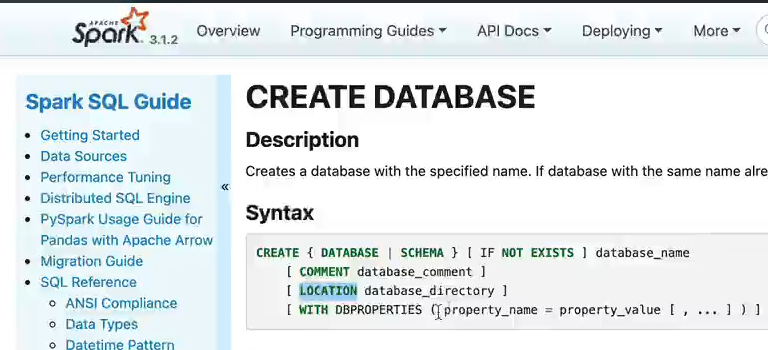 APACHE
Spark 3.1.2 Overview Programming Guides API Docs Deploying More
Spark SQL Guide
Getting Started
Data Sources
Performance Tuning
Distributed SQL Engine
PySpark Usage Guide for
Pandas with Apache Arrow
Migration Guide
SQL Reference
ANSI Compliance
Data Types
Datetime Pattern
«
CREATE DATABASE
Description
Creates a database with the specified name. If database with the same name alre
Syntax
CREATE { DATABASE | SCHEMA } [ IF NOT EXISTS ] database_name
[ COMMENT database_comment ]
[ LOCATION database_directory ]
[ WITH DBPROPERTIES ( property_name = property_value [ , ... ] ) ]